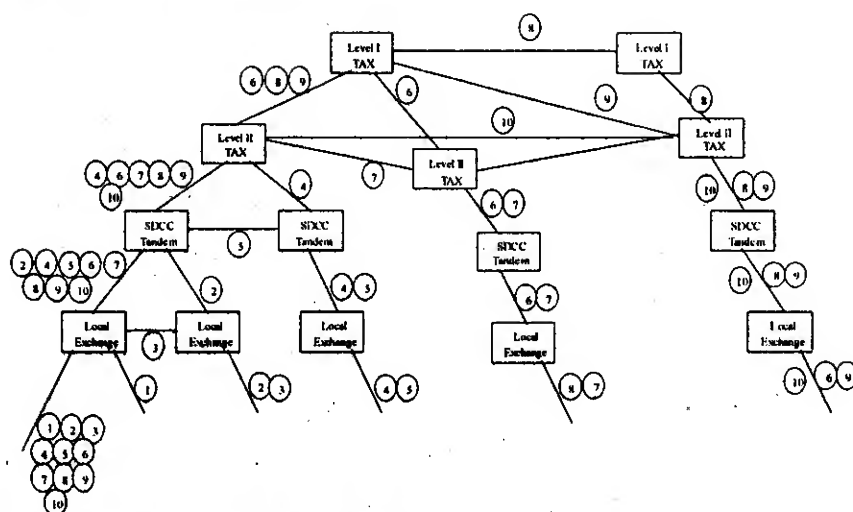 8
Level I
TAX
Level I
TAX
6 8 9
6
9
8
10
Level II
TAX
Level II
TAX
Level II
TAX
7
4 6 7 8 9
10
4
6 7
10
8 9
SDCC
Tandem
SDCC
Tandem
SDCC
Tandem
SDCC
Tandem
5
2 4 5 6 7
8 9 10
2
4 5
6 7
10
8 9
Local
Exchange
Local
Exchange
Local
Exchange
Local
Exchange
Local
Exchange
3
1
2 3
4 5
8 7
10
6 9
1 2 3
4 5 6
7 8 9
10